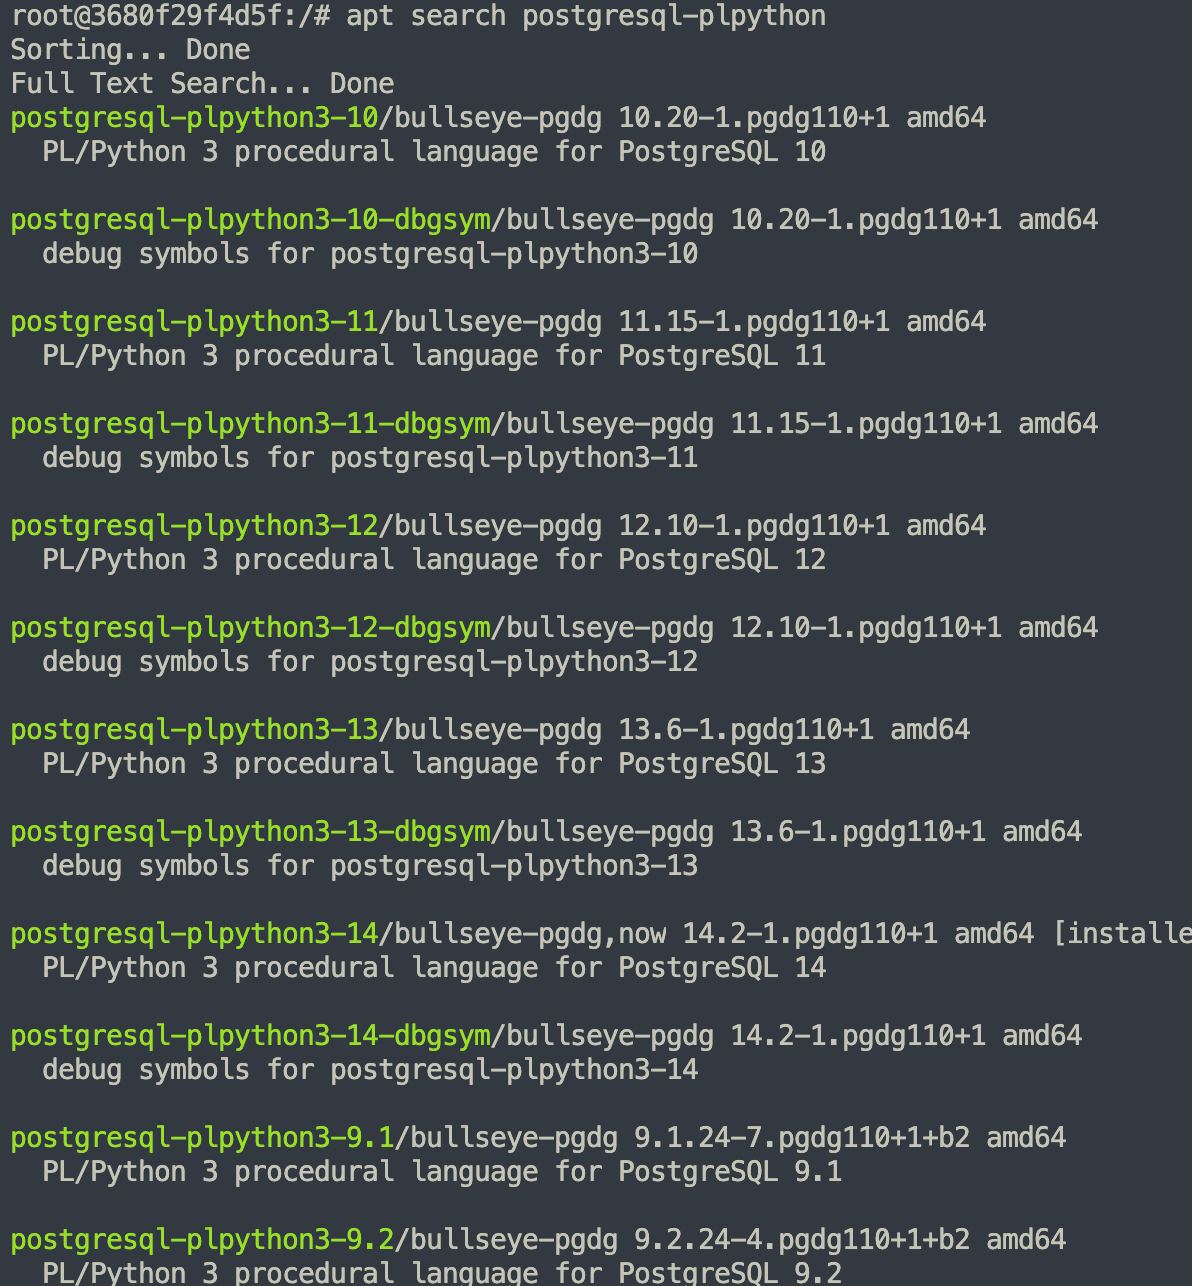 root@3680f29f4d5f:/# apt search postgresql-plpython
Sorting... Done
Full Text Search... Done
postgresql-plpython3-10/bullseye-pgdg 10.20-1.pgdg110+1 amd64
  PL/Python 3 procedural language for PostgreSQL 10

postgresql-plpython3-10-dbgsym/bullseye-pgdg 10.20-1.pgdg110+1 amd64
  debug symbols for postgresql-plpython3-10

postgresql-plpython3-11/bullseye-pgdg 11.15-1.pgdg110+1 amd64
  PL/Python 3 procedural language for PostgreSQL 11

postgresql-plpython3-11-dbgsym/bullseye-pgdg 11.15-1.pgdg110+1 amd64
  debug symbols for postgresql-plpython3-11

postgresql-plpython3-12/bullseye-pgdg 12.10-1.pgdg110+1 amd64
  PL/Python 3 procedural language for PostgreSQL 12

postgresql-plpython3-12-dbgsym/bullseye-pgdg 12.10-1.pgdg110+1 amd64
  debug symbols for postgresql-plpython3-12

postgresql-plpython3-13/bullseye-pgdg 13.6-1.pgdg110+1 amd64
  PL/Python 3 procedural language for PostgreSQL 13

postgresql-plpython3-13-dbgsym/bullseye-pgdg 13.6-1.pgdg110+1 amd64
  debug symbols for postgresql-plpython3-13

postgresql-plpython3-14/bullseye-pgdg,now 14.2-1.pgdg110+1 amd64 [installe
  PL/Python 3 procedural language for PostgreSQL 14

postgresql-plpython3-14-dbgsym/bullseye-pgdg 14.2-1.pgdg110+1 amd64
  debug symbols for postgresql-plpython3-14

postgresql-plpython3-9.1/bullseye-pgdg 9.1.24-7.pgdg110+1+b2 amd64
  PL/Python 3 procedural language for PostgreSQL 9.1

postgresql-plpython3-9.2/bullseye-pgdg 9.2.24-4.pgdg110+1+b2 amd64
  PL/Python 3 procedural language for PostgreSQL 9.2